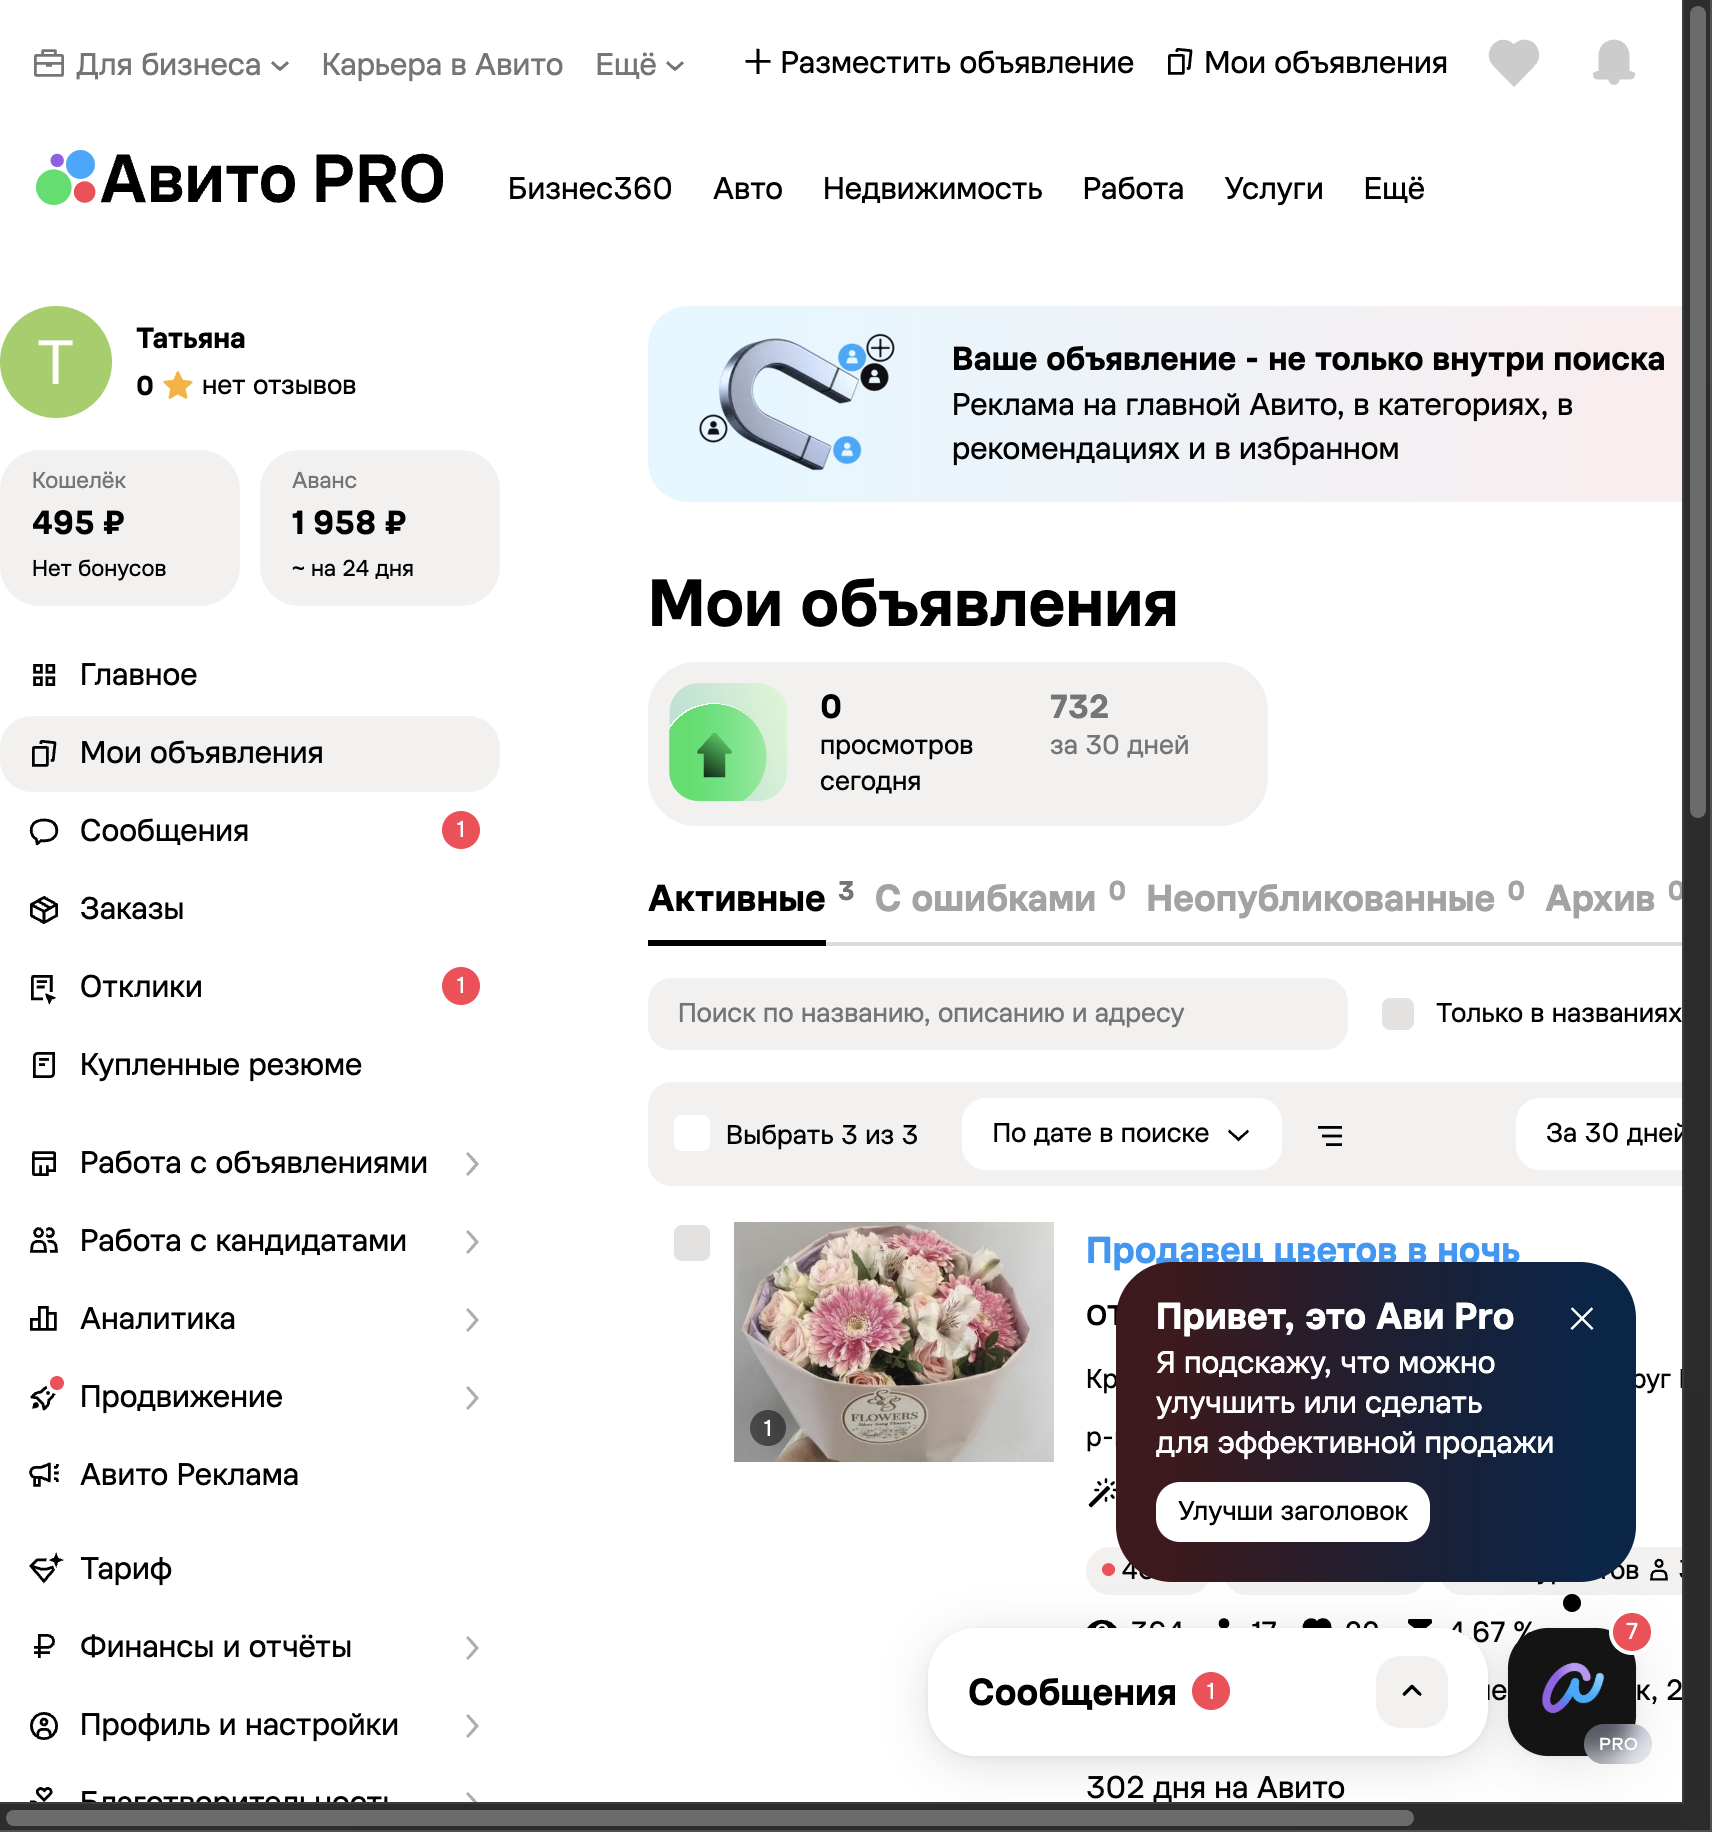 Для бизнеса
Карьера в Авито
Ещё
Разместить объявление
Мои объявления
Авито PRO
Бизнес360
Авто
Недвижимость
Работа
Услуги
Ещё
Т
Татьяна
0 нет отзывов
Кошелёк
495 ₽
Нет бонусов
Аванс
1 958 ₽
~ на 24 дня
Главное
Мои объявления
Сообщения 1
Заказы
Отклики 1
Купленные резюме
Работа с объявлениями
Работа с кандидатами
Аналитика
Продвижение
Авито Реклама
Тариф
Финансы и отчёты
Профиль и настройки
Благотворительность
Ваше объявление - не только внутри поиска
Реклама на главной Авито, в категориях, в
рекомендациях и в избранном
Мои объявления
0
просмотров
сегодня
732
за 30 дней
Активные 3
С ошибками 0
Неопубликованные 0
Архив 0
Поиск по названию, описанию и адресу
Только в названиях
Выбрать 3 из 3
По дате в поиске
За 30 дней
FLOWERS
1
Продавец цветов в ночь
Привет, это Ави Pro
Я подскажу, что можно
улучшить или сделать
для эффективной продажи
Улучши заголовок
4,67 %
7
Сообщения 1
PRO
302 дня на Авито